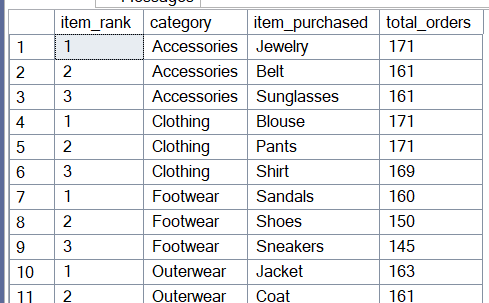 Messages
item_rank category item_purchased total_orders
1 1 Accessories Jewelry 171
2 2 Accessories Belt 161
3 3 Accessories Sunglasses 161
4 1 Clothing Blouse 171
5 2 Clothing Pants 171
6 3 Clothing Shirt 169
7 1 Footwear Sandals 160
8 2 Footwear Shoes 150
9 3 Footwear Sneakers 145
10 1 Outerwear Jacket 163
11 2 Outerwear Coat 161